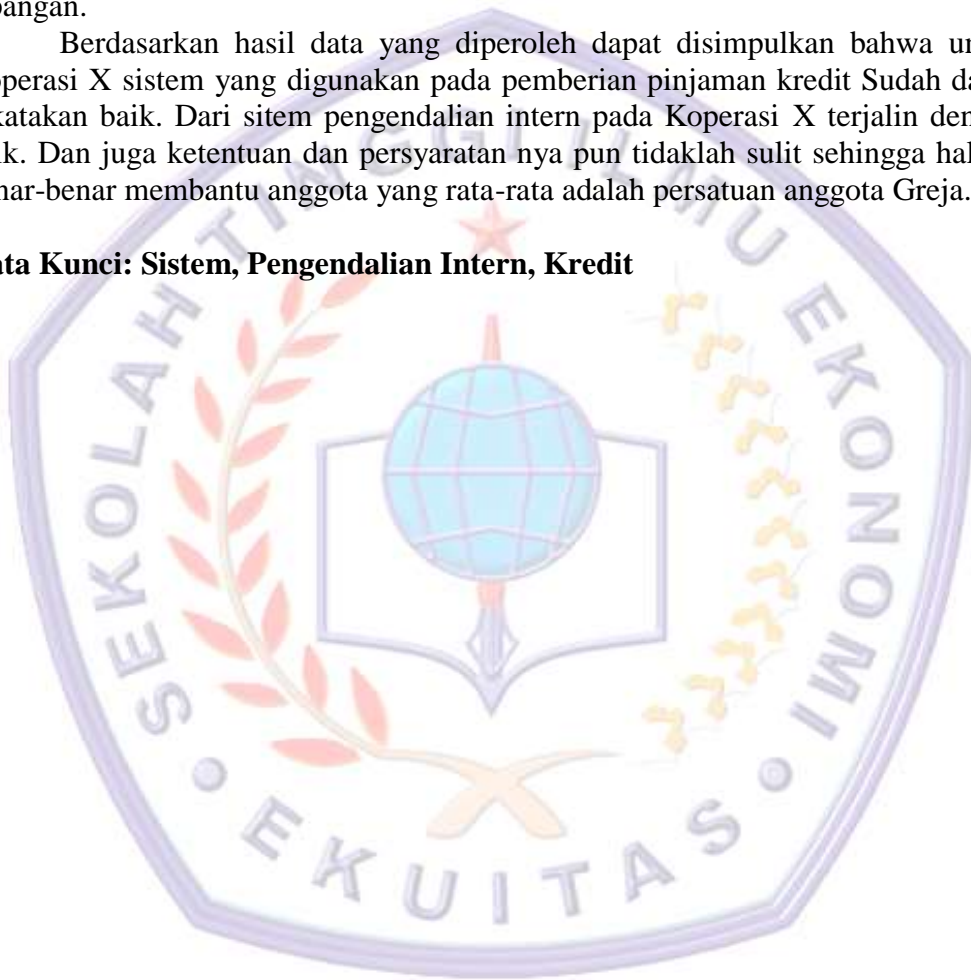 pangan.
Berdasarkan hasil data yang diperoleh dapat disimpulkan bahwa un
operasi X sistem yang digunakan pada pemberian pinjaman kredit Sudah da
katakan baik. Dari sitem pengendalian intern pada Koperasi X terjalin den
ik. Dan juga ketentuan dan persyaratan nya pun tidaklah sulit sehingga hal
nar-benar membantu anggota yang rata-rata adalah persatuan anggota Greja.
ata Kunci: Sistem, Pengendalian Intern, Kredit
SEKOLAH TINGGI ILMU EKONOMI
EKUITAS